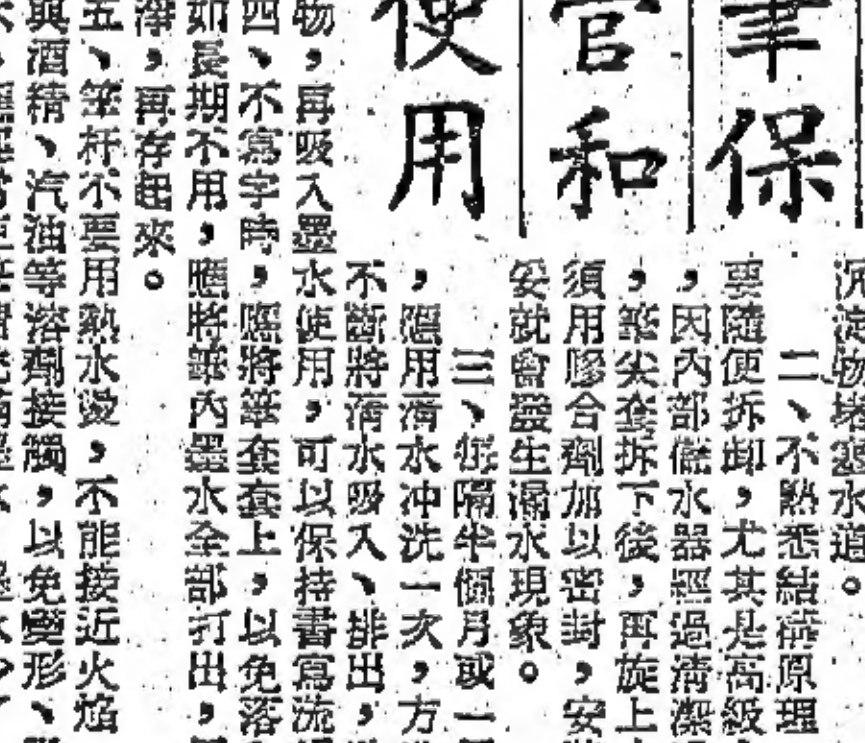 筆保
管和
使用
沉淀物堵塞水道。
二、不熟悉結構原理
要隨便拆卸，尤其是高級
，因內部儲水器經過清潔
，筆尖套拆下後，再旋上
須用膠合劑加以密封，安
妥就會發生漏水現象。
三、每隔半個月或一
，應用清水冲洗一次，方
不斷將清水吸入、排出，
物，再吸入墨水使用，可以保持書寫流
四、不寫字時，應將筆套套上，以免落
如長期不用，應將筆內墨水全部打出，
淨，再存起來。
五、筆杆不要用熱水燙，不能接近火焰
與酒精、汽油等溶劑接觸，以免變形、